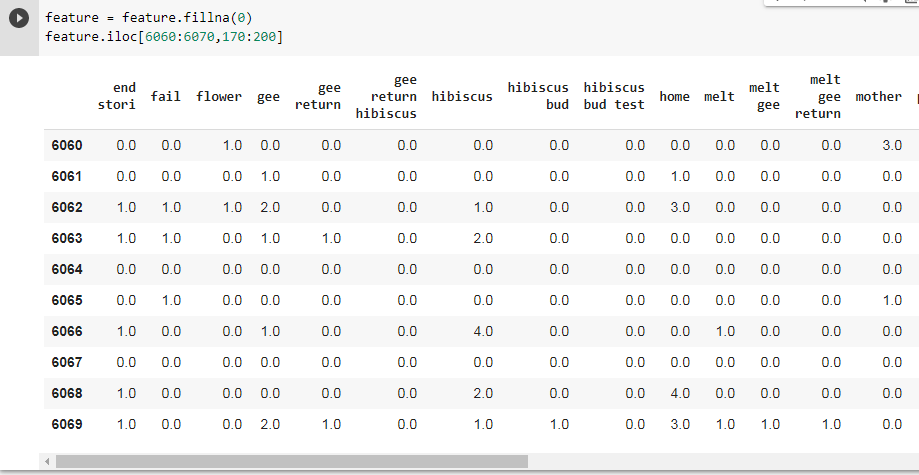 feature = feature.fillna(0)
feature.iloc[6060:6070,170:200]
end stori fail flower gee gee return gee return hibiscus hibiscus hibiscus bud hibiscus bud test home melt melt gee melt gee return mother
6060 0.0 0.0 1.0 0.0 0.0 0.0 0.0 0.0 0.0 0.0 0.0 0.0 0.0 3.0
6061 0.0 0.0 0.0 1.0 0.0 0.0 0.0 0.0 0.0 1.0 0.0 0.0 0.0 0.0
6062 1.0 1.0 1.0 2.0 0.0 0.0 1.0 0.0 0.0 3.0 0.0 0.0 0.0 0.0
6063 1.0 1.0 0.0 1.0 1.0 0.0 2.0 0.0 0.0 0.0 0.0 0.0 0.0 0.0
6064 0.0 0.0 0.0 0.0 0.0 0.0 0.0 0.0 0.0 0.0 0.0 0.0 0.0 0.0
6065 0.0 1.0 0.0 0.0 0.0 0.0 0.0 0.0 0.0 0.0 0.0 0.0 0.0 1.0
6066 1.0 0.0 0.0 1.0 0.0 0.0 4.0 0.0 0.0 0.0 1.0 0.0 0.0 0.0
6067 0.0 0.0 0.0 0.0 0.0 0.0 0.0 0.0 0.0 0.0 0.0 0.0 0.0 0.0
6068 1.0 0.0 0.0 0.0 0.0 0.0 2.0 0.0 0.0 4.0 0.0 0.0 0.0 0.0
6069 1.0 0.0 0.0 2.0 1.0 0.0 1.0 1.0 0.0 3.0 1.0 1.0 1.0 0.0